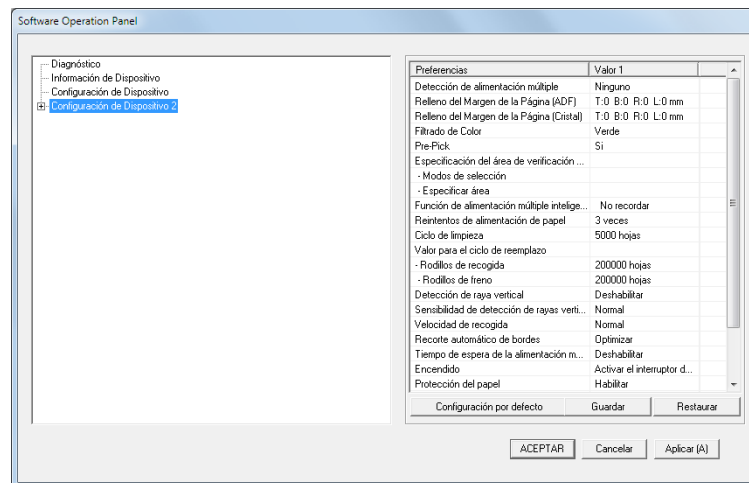 Software Operation Panel
Diagnóstico
Información de Dispositivo
Configuración de Dispositivo
Configuración de Dispositivo 2
Preferencias Valor 1
Detección de alimentación múltiple Ninguno
Relleno del Margen de la Página (ADF) T:0 B:0 R:0 L:0 mm
Relleno del Margen de la Página (Cristal) T:0 B:0 R:0 L:0 mm
Filtrado de Color Verde
Pre-Pick Si
Especificación del área de verificación ...
- Modos de selección
- Especificar área
Función de alimentación múltiple intelige... No recordar
Reintentos de alimentación de papel 3 veces
Ciclo de limpieza 5000 hojas
Valor para el ciclo de reemplazo
- Rodillos de recogida 200000 hojas
- Rodillos de freno 200000 hojas
Detección de raya vertical Deshabilitar
Sensibilidad de detección de rayas verti... Normal
Velocidad de recogida Normal
Recorte automático de bordes Optimizar
Tiempo de espera de la alimentación m... Deshabilitar
Encendido Activar el interruptor d...
Protección del papel Habilitar
Configuración por defecto Guardar Restaurar
ACEPTAR Cancelar Aplicar (A)